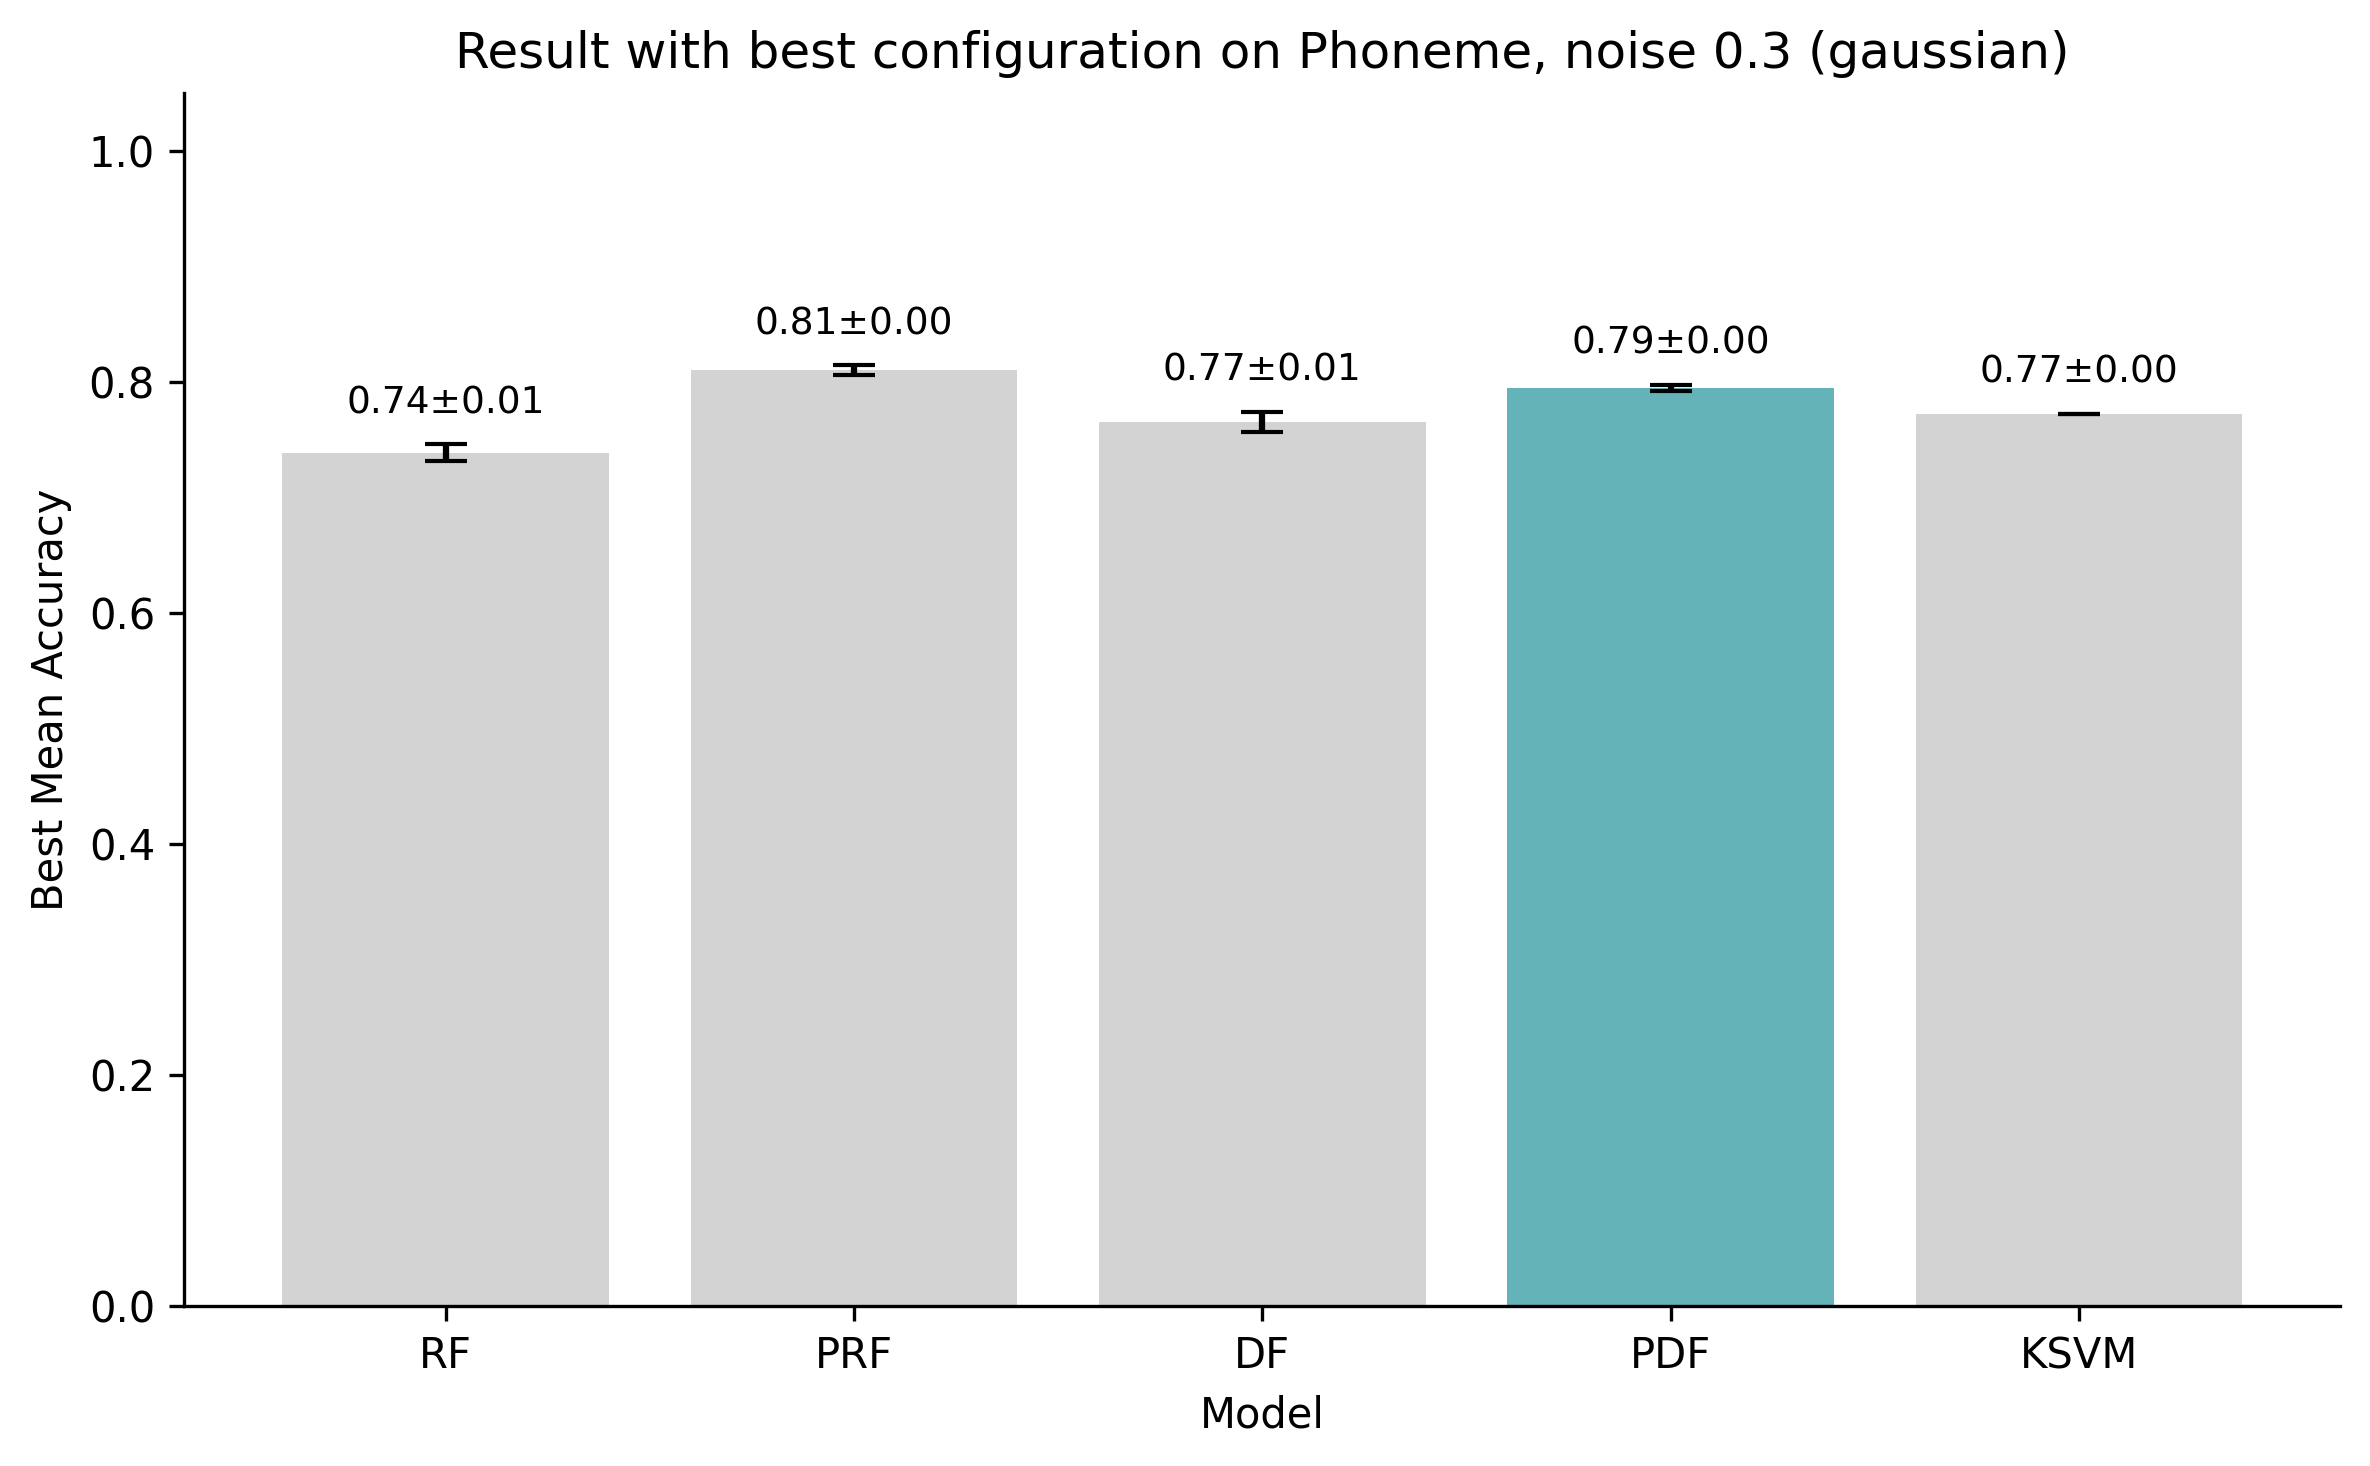 Result with best configuration on Phoneme, noise 0.3 (gaussian)
Best Mean Accuracy
1.0
0.8
0.6
0.4
0.2
0.0
0.74±0.01
0.81±0.00
0.77±0.01
0.79±0.00
0.77±0.00
RF
PRF
DF
PDF
KSVM
Model